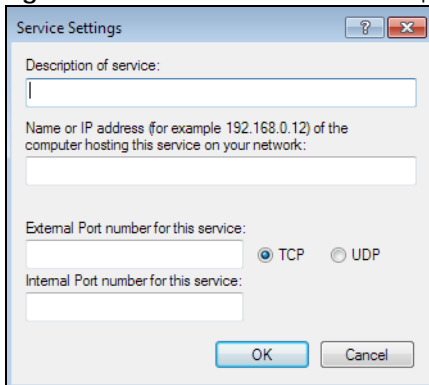 Service Settings
Description of service:
Name or IP address (for example 192.168.0.12) of the
computer hosting this service on your network:
External Port number for this service:
TCP
UDP
Internal Port number for this service:
OK
Cancel